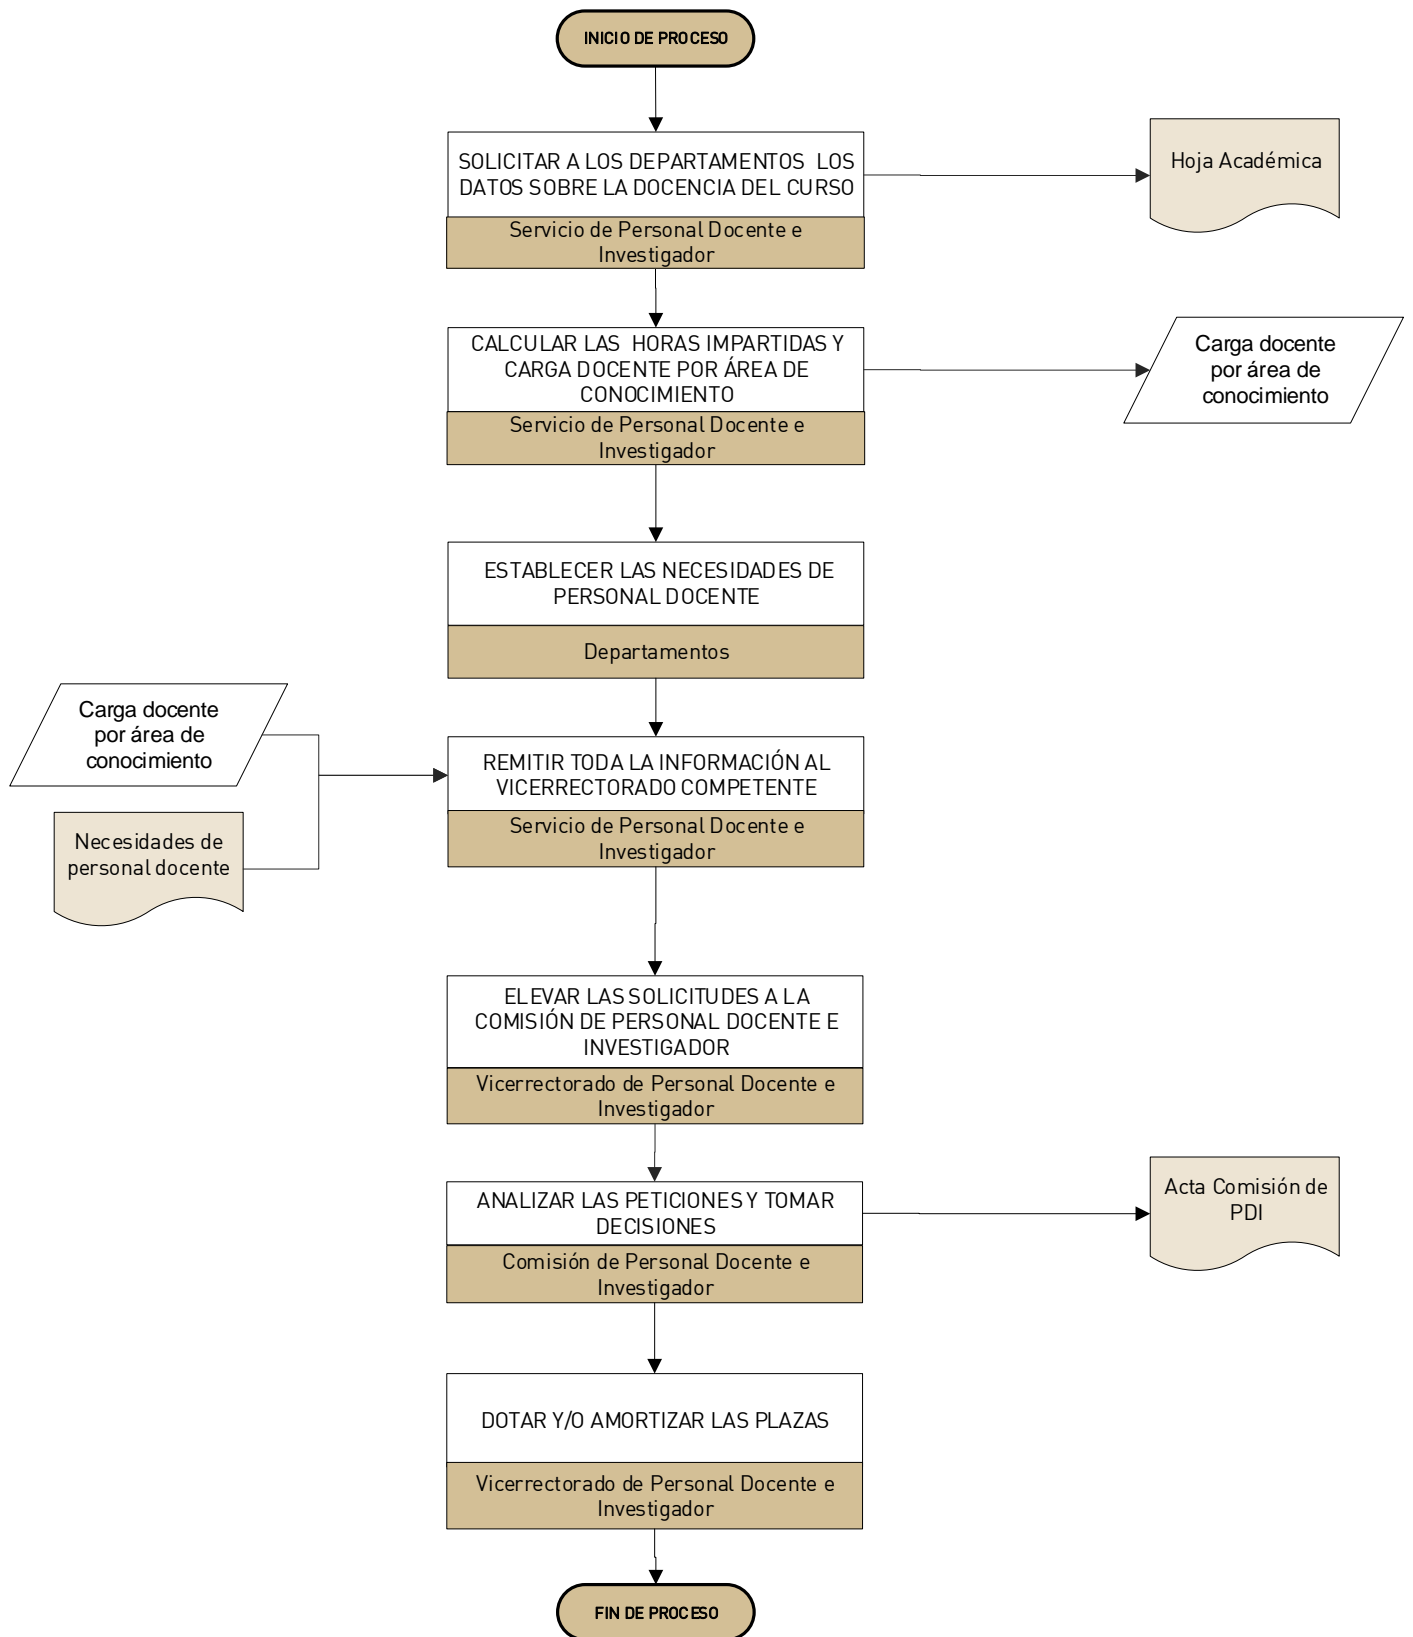 INICIO DE PROCESO
SOLICITAR A LOS DEPARTAMENTOS LOS
DATOS SOBRE LA DOCENCIA DEL CURSO
Servicio de Personal Docente e
Investigador
Hoja Académica
CALCULAR LAS HORAS IMPARTIDAS Y
CARGA DOCENTE POR ÁREA DE
CONOCIMIENTO
Servicio de Personal Docente e
Investigador
Carga docente
por área de
conocimiento
ESTABLECER LAS NECESIDADES DE
PERSONAL DOCENTE
Departamentos
Carga docente
por área de
conocimiento
Necesidades de
personal docente
REMITIR TODA LA INFORMACIÓN AL
VICERRECTORADO COMPETENTE
Servicio de Personal Docente e
Investigador
ELEVAR LAS SOLICITUDES A LA
COMISIÓN DE PERSONAL DOCENTE E
INVESTIGADOR
Vicerrectorado de Personal Docente e
Investigador
ANALIZAR LAS PETICIONES Y TOMAR
DECISIONES
Comisión de Personal Docente e
Investigador
Acta Comisión de
PDI
DOTAR Y/O AMORTIZAR LAS PLAZAS
Vicerrectorado de Personal Docente e
Investigador
FIN DE PROCESO